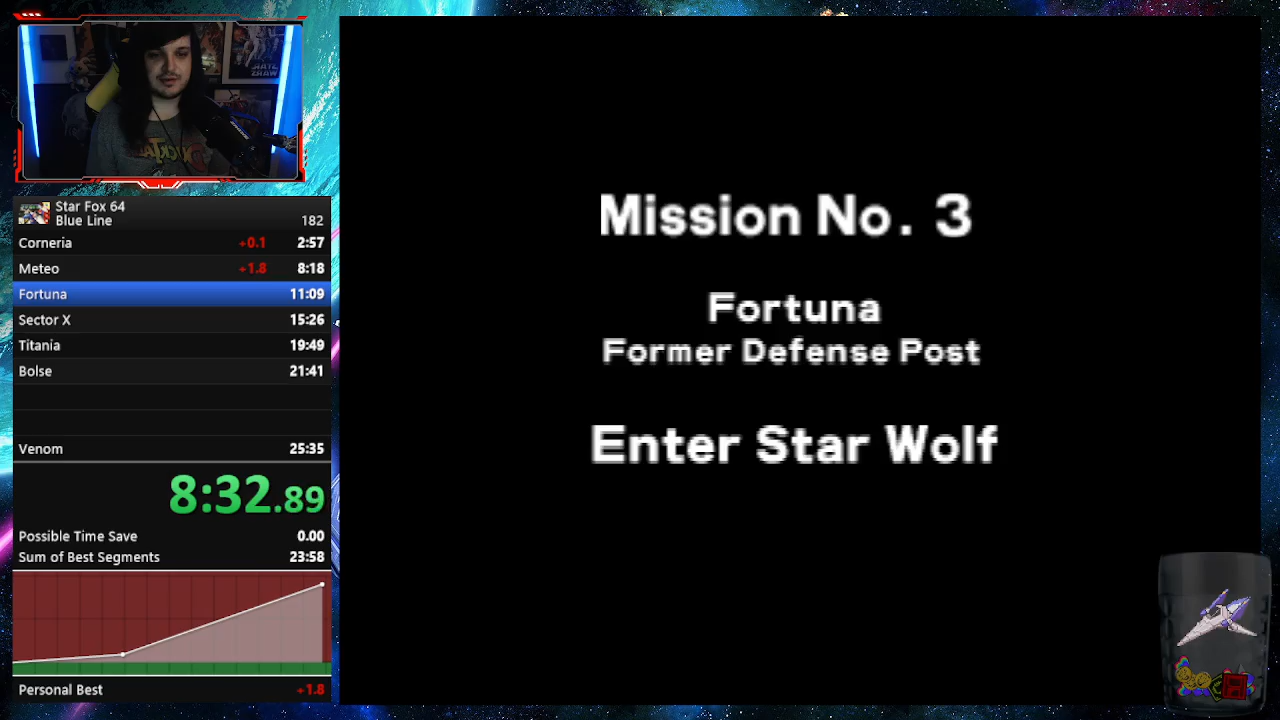 Star Fox 64
Blue Line 182
Corneria +0.1 2:57
Meteo +1.8 8:18
Fortuna 11:09
Sector X 15:26
Titania 19:49
Bolse 21:41
Venom 25:35
8:32.89
Possible Time Save 0.00
Sum of Best Segments 23:58
Personal Best +1.8
Mission No. 3
Fortuna
Former Defense Post
Enter Star Wolf